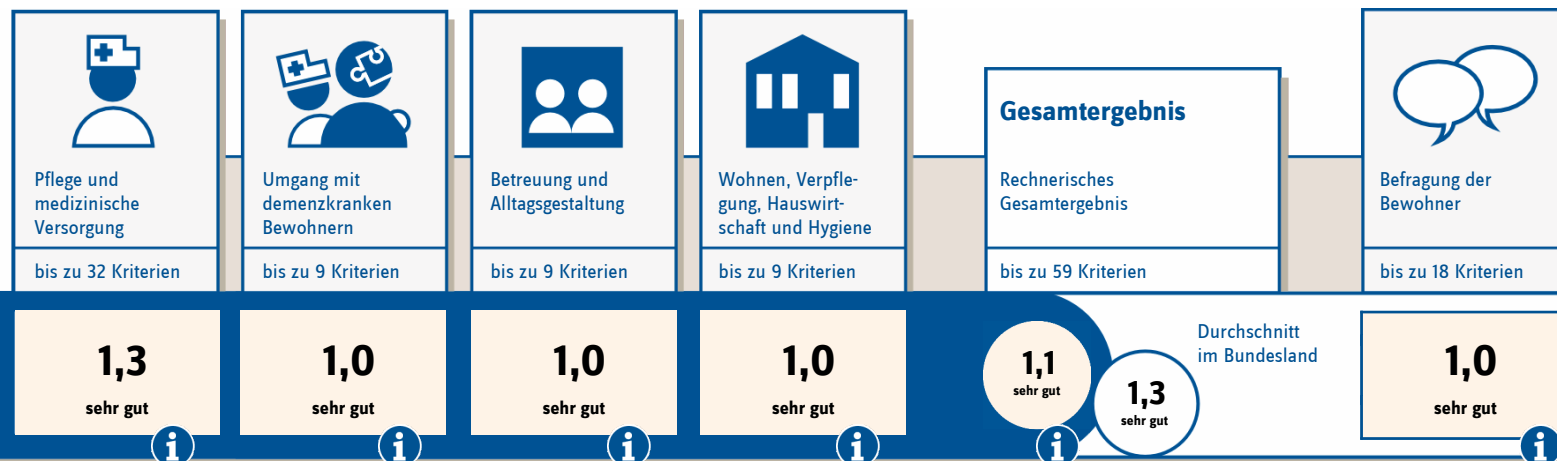 Pflege und
medizinische
Versorgung
bis zu 32 Kriterien
1,3
sehr gut
i
Umgang mit
demenzkranken
Bewohnern
bis zu 9 Kriterien
1,0
sehr gut
i
Betreuung und
Alltagsgestaltung
bis zu 9 Kriterien
1,0
sehr gut
i
Wohnen, Verpfle-
gung, Hauswirt-
schaft und Hygiene
bis zu 9 Kriterien
1,0
sehr gut
i
Gesamtergebnis
Rechnerisches
Gesamtergebnis
bis zu 59 Kriterien
1,1
sehr gut
i
Durchschnitt
im Bundesland
1,3
sehr gut
Befragung der
Bewohner
bis zu 18 Kriterien
1,0
sehr gut
i